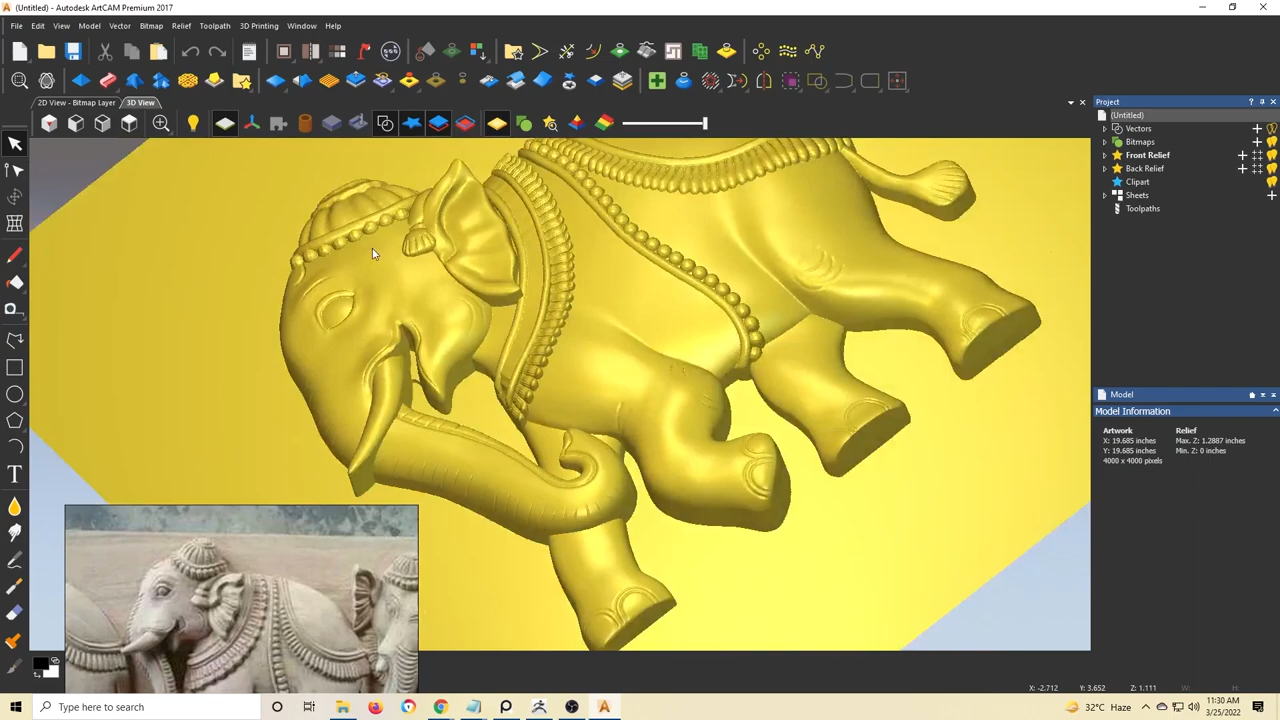 (Untitled) - Autodesk ArtCAM Premium 2017
File Edit View Model Vector Bitmap Relief Toolpath 3D Printing Window Help
2D View - Bitmap Layer 3D View
Project
(Untitled)
Vectors
Bitmaps
Front Relief
Back Relief
Clipart
Sheets
Toolpaths
Model
Model Information
Artwork Relief
X: 19.685 inches Max. Z: 1.2887 inches
Y: 19.685 inches Min. Z: 0 inches
4000 x 4000 pixels
X: -2.712 Y: 3.652 Z: 1.111 W: H:
Type here to search
32°C Haze
11:30 AM
3/25/2022